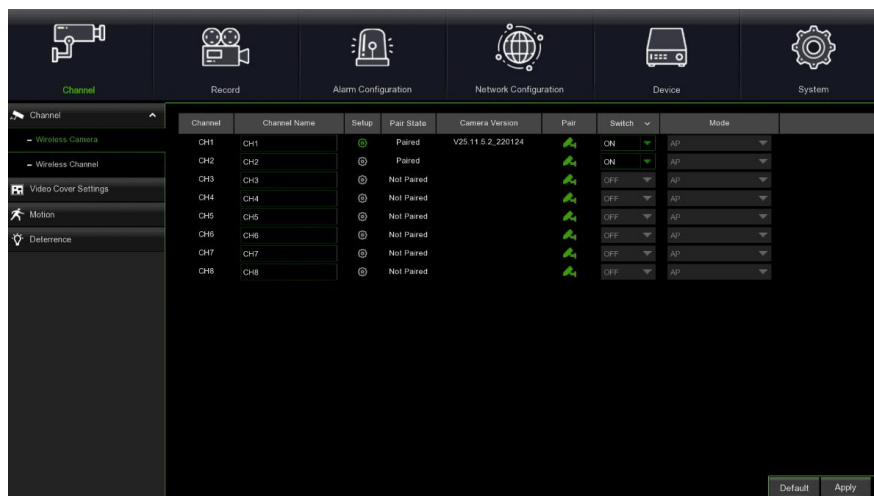 Channel Record Alarm Configuration Network Configuration Device System
Channel
Wireless Camera
Wireless Channel
Video Cover Settings
Motion
Deterrence
Channel Channel Name Setup Pair State Camera Version Pair Switch Mode
CH1 CH1 Paired V25.11.5.2_220124 ON AP
CH2 CH2 Paired ON AP
CH3 CH3 Not Paired OFF AP
CH4 CH4 Not Paired OFF AP
CH5 CH5 Not Paired OFF AP
CH6 CH6 Not Paired OFF AP
CH7 CH7 Not Paired OFF AP
CH8 CH8 Not Paired OFF AP
Default Apply